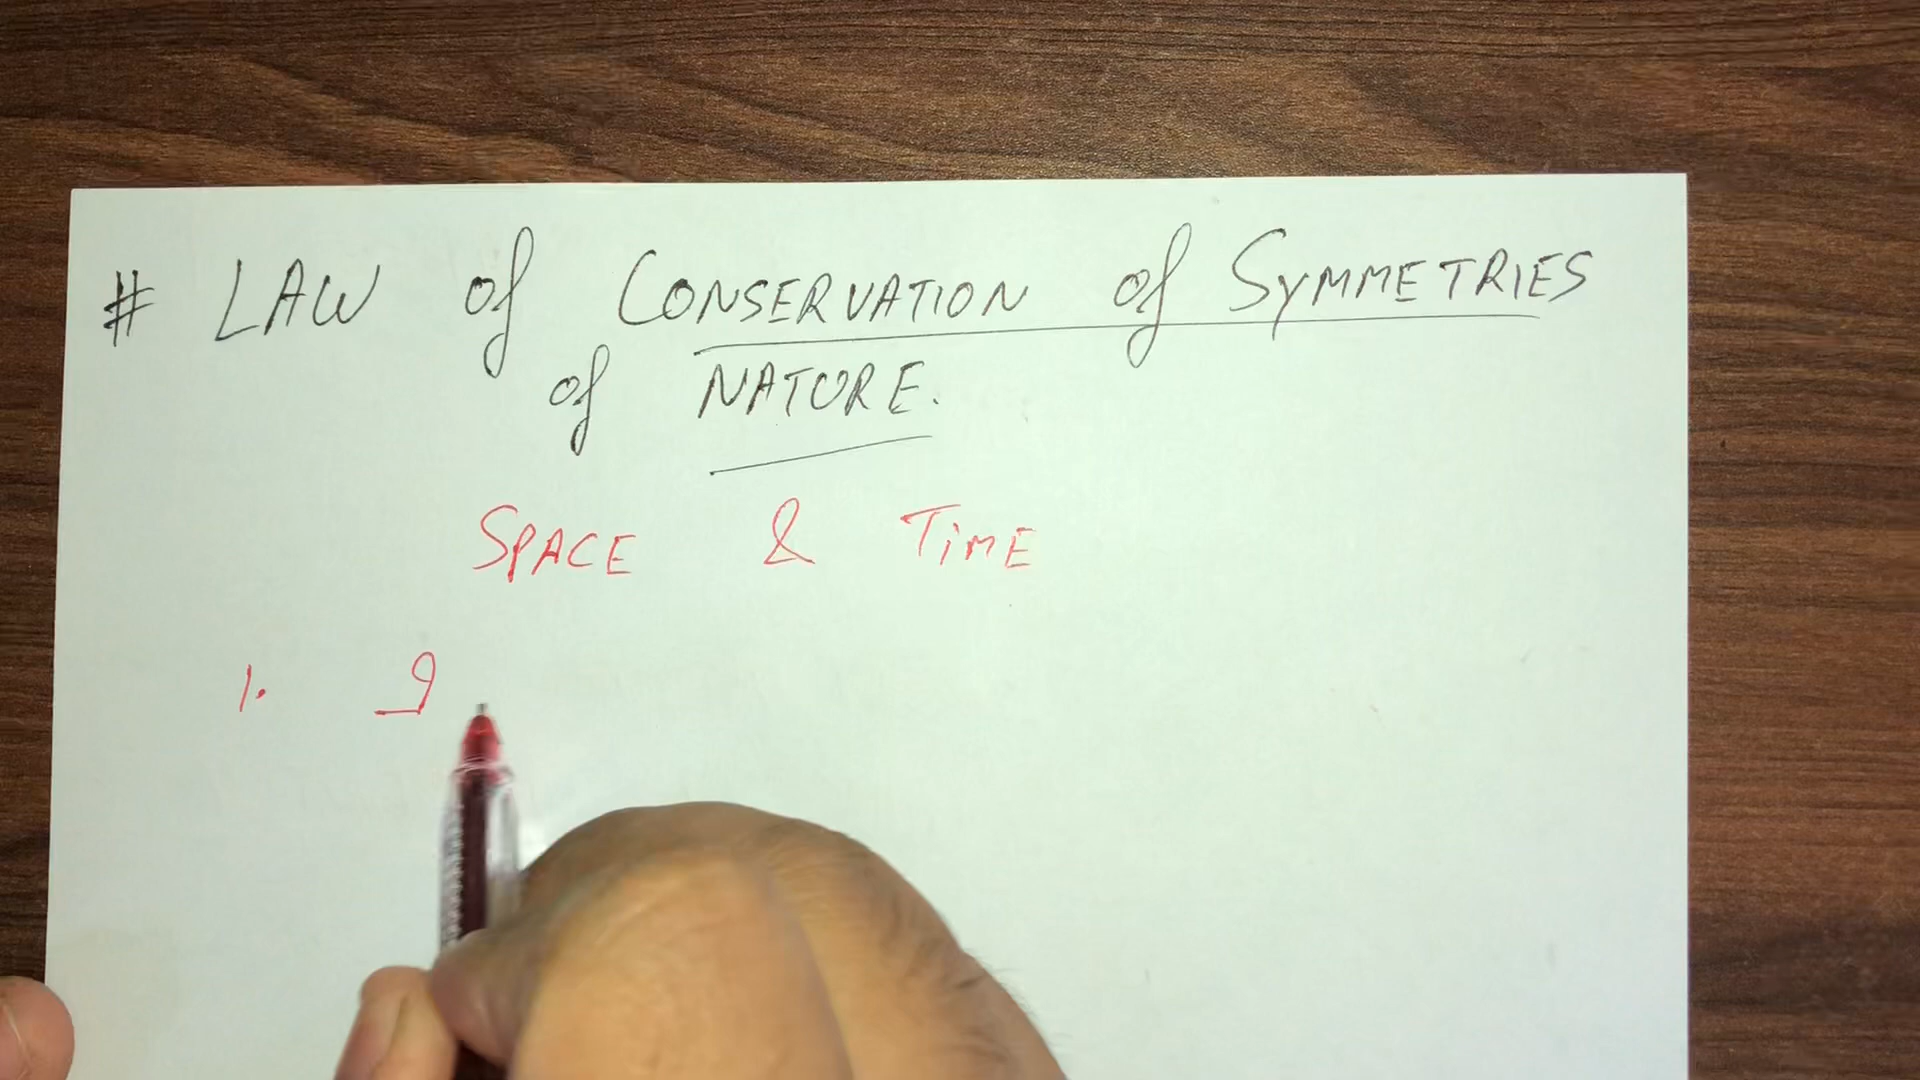 # LAW of CONSERVATION of SYMMETRIES
of NATURE.
SPACE & TIME
1. I